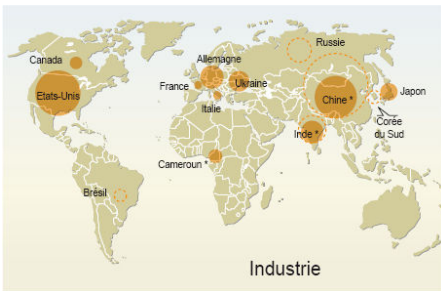 Russie
Canada
Allemagne
Etats-Unis
France
Ukraine
Chine *
Japon
Italie
Corée
du Sud
Inde *
Cameroun *
Brésil
Industrie